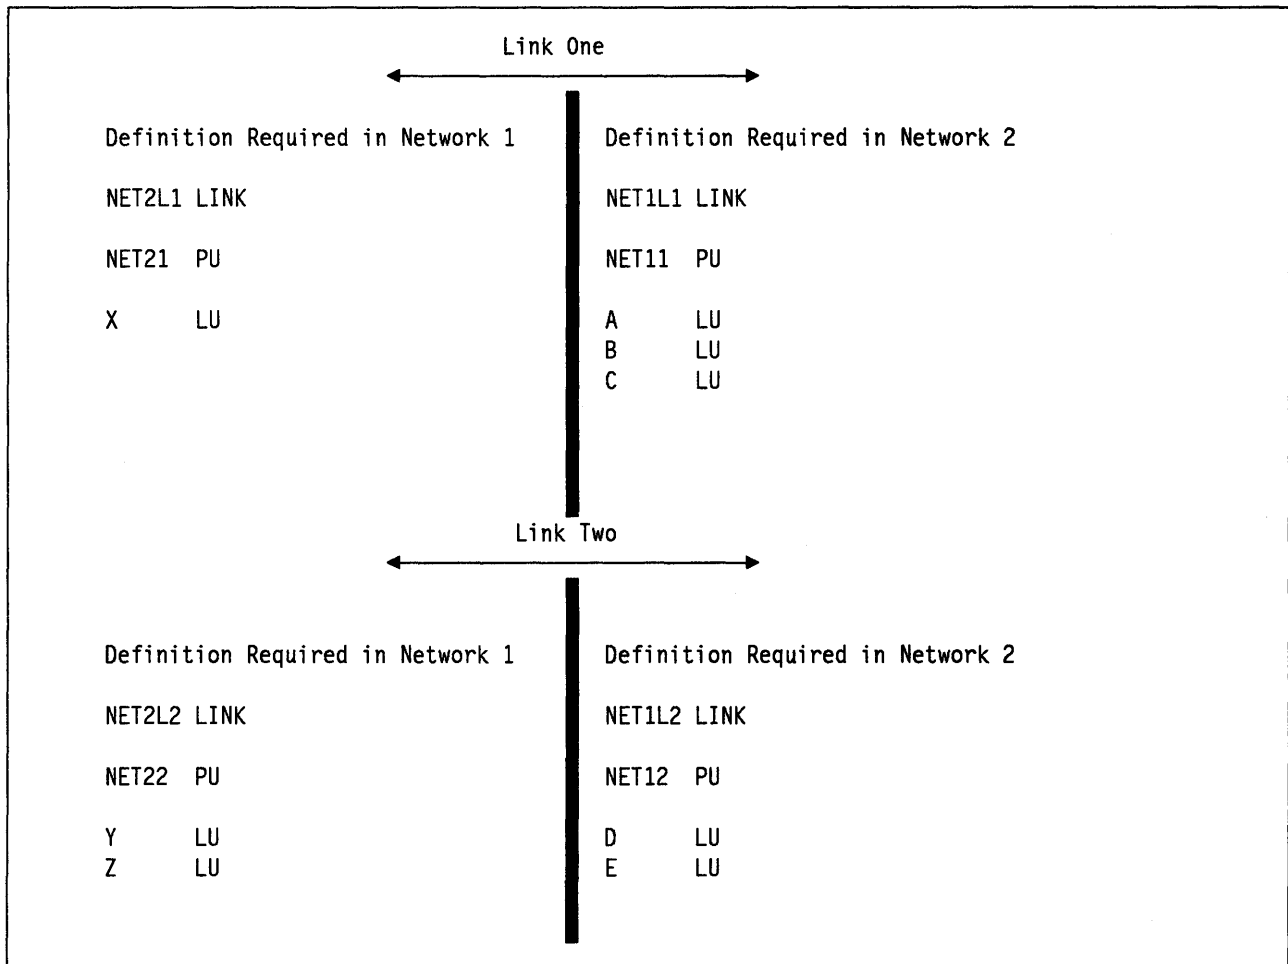 Link One
Definition Required in Network 1
NET2L1 LINK
NET21 PU
X LU
Definition Required in Network 2
NET1L1 LINK
NET11 PU
A LU
B LU
C LU
Link Two
Definition Required in Network 1
NET2L2 LINK
NET22 PU
Y LU
Z LU
Definition Required in Network 2
NET1L2 LINK
NET12 PU
D LU
E LU